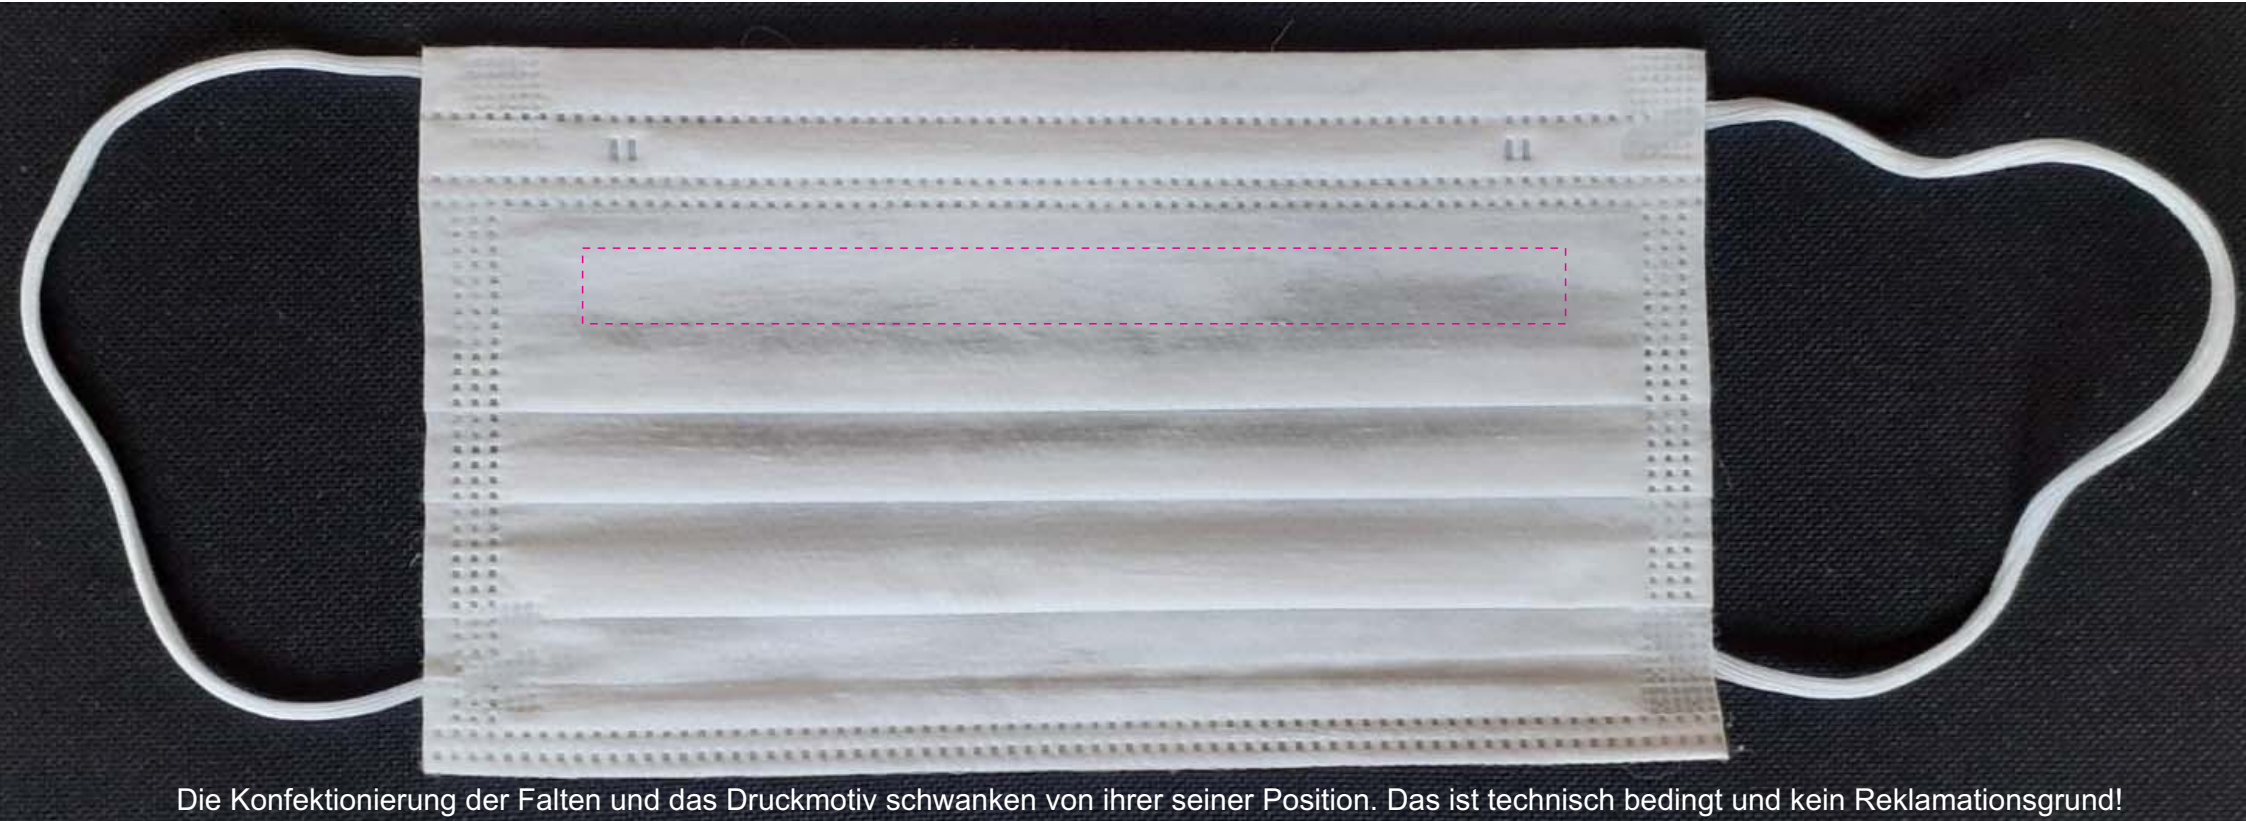 Die Konfektionierung der Falten und das Druckmotiv schwanken von ihrer seiner Position. Das ist technisch bedingt und kein Reklamationsgrund!